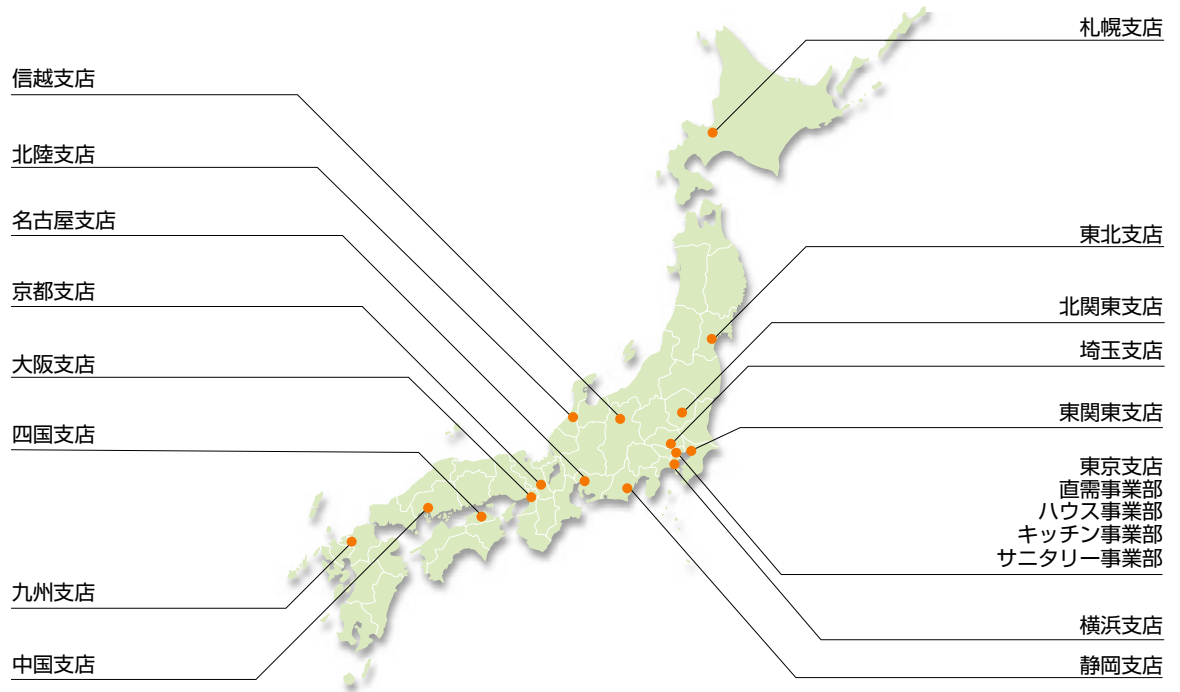 信越支店
北陸支店
名古屋支店
京都支店
大阪支店
四国支店
九州支店
中国支店
札幌支店
東北支店
北関東支店
埼玉支店
東関東支店
東京支店
直需事業部
ハウス事業部
キッチン事業部
サニタリー事業部
横浜支店
静岡支店